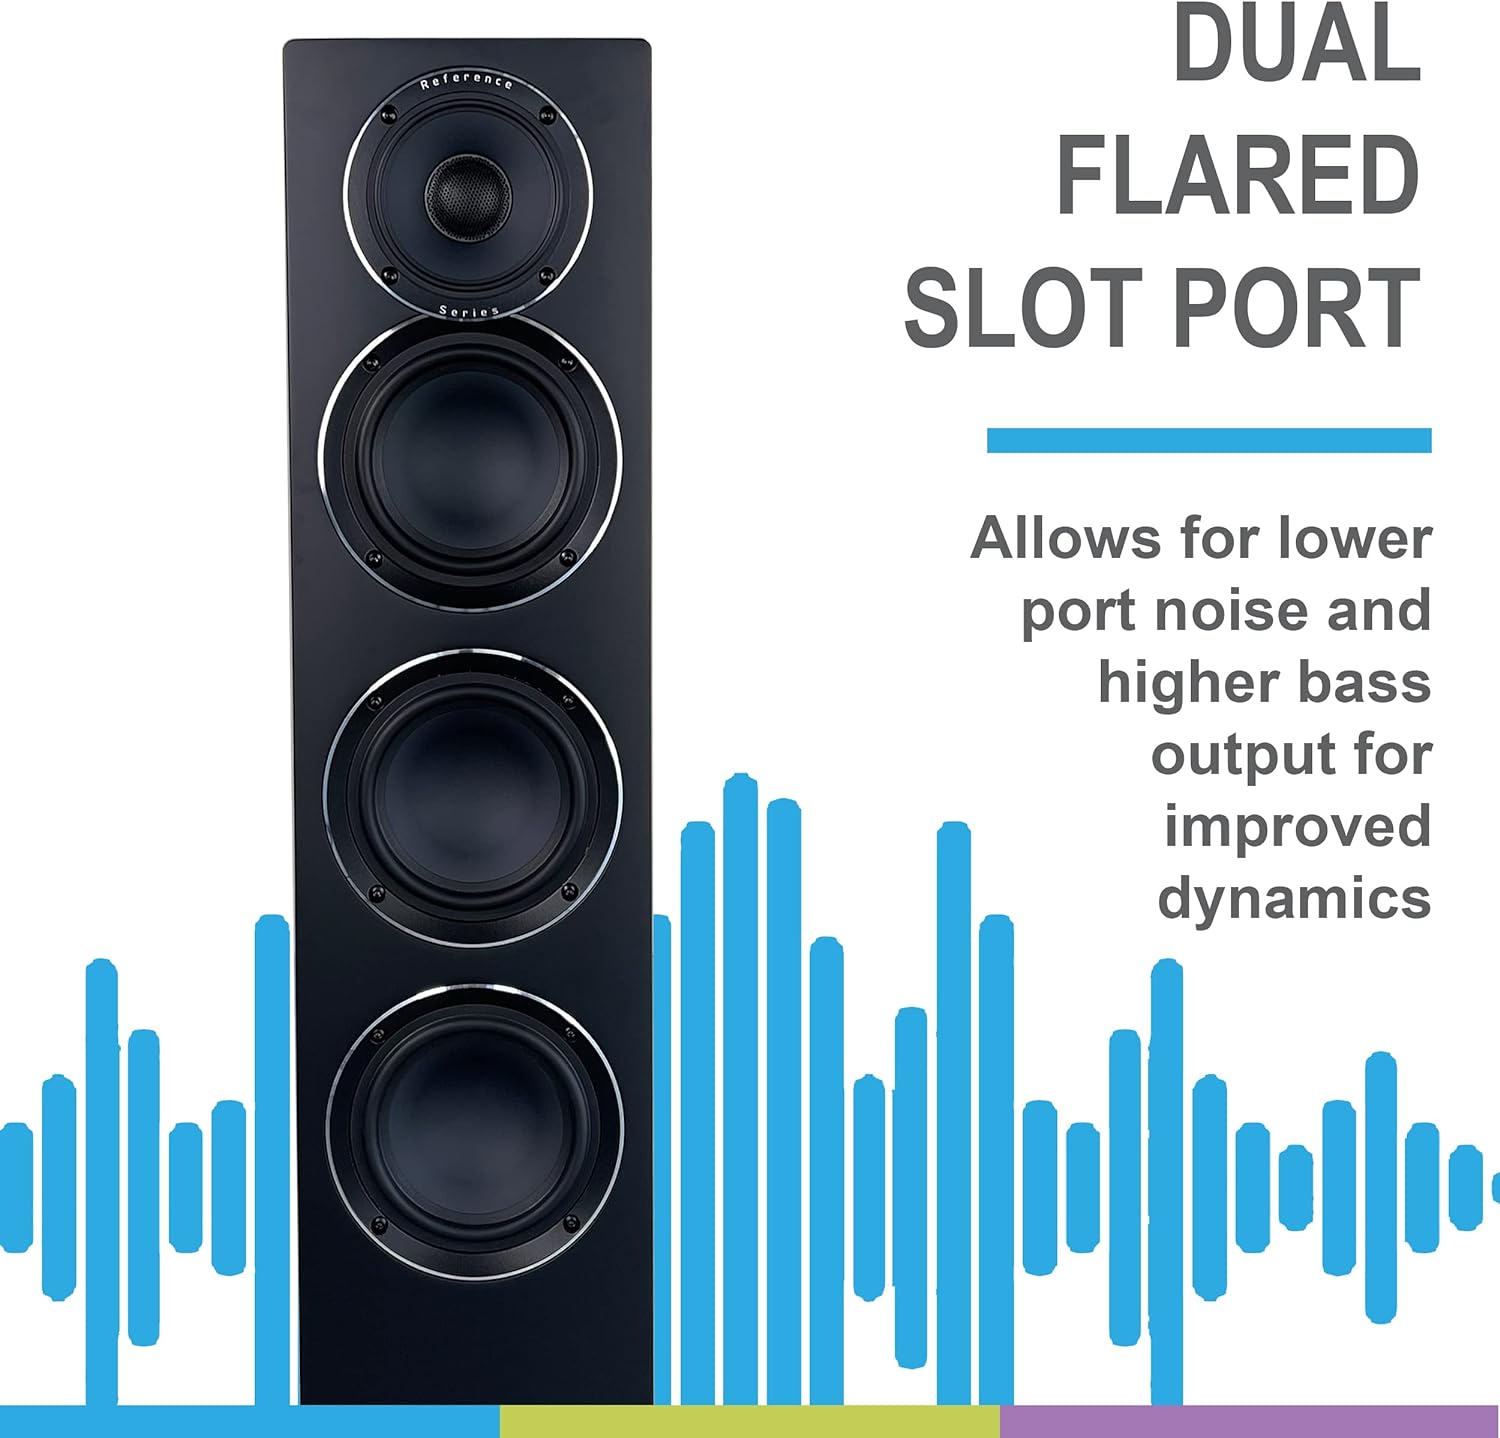 Reference
Series
DUAL
FLARED
SLOT PORT
Allows for lower
port noise and
higher bass
output for
improved
dynamics